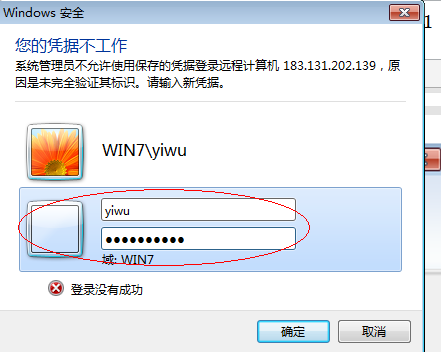 Windows 安全
您的凭据不工作
系统管理员不允许使用保存的凭据登录远程计算机 183.131.202.139，原
因是未完全验证其标识。请输入新凭据。
WIN7\yiwu
yiwu
●●●●●●●●●●
域: WIN7
登录没有成功
确定
取消
1